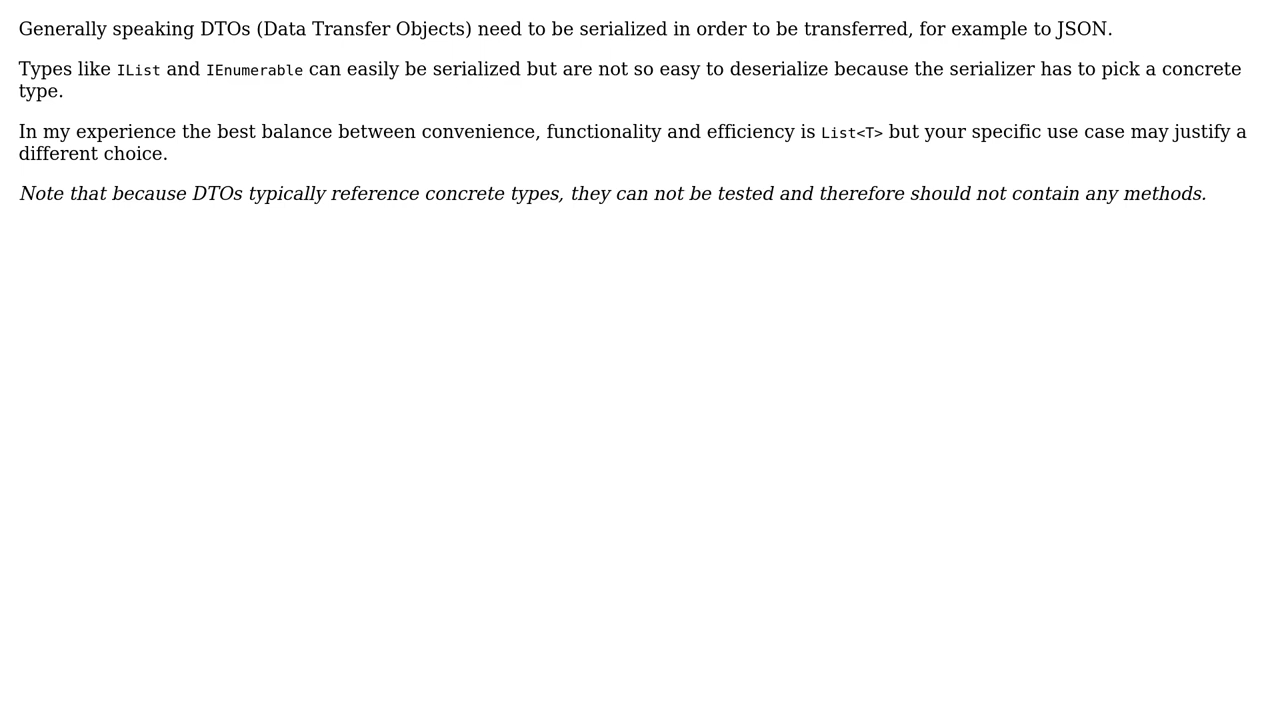 Generally speaking DTOs (Data Transfer Objects) need to be serialized in order to be transferred, for example to JSON.
Types like IList and IEnumerable can easily be serialized but are not so easy to deserialize because the serializer has to pick a concrete
type.
In my experience the best balance between convenience, functionality and efficiency is List<T> but your specific use case may justify a
different choice.
Note that because DTOs typically reference concrete types, they can not be tested and therefore should not contain any methods.